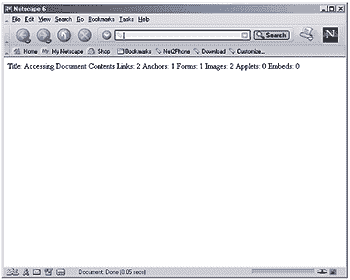 Netscape 6
File Edit View Search Go Bookmarks Tasks Help
Search
Home My Netscape Shop Bookmarks Net2Phone Download Customize...
Title: Accessing Document Contents Links: 2 Anchors: 1 Forms: 1 Images: 2 Applets: 0 Embeds: 0
Document: Done (0.05 secs)